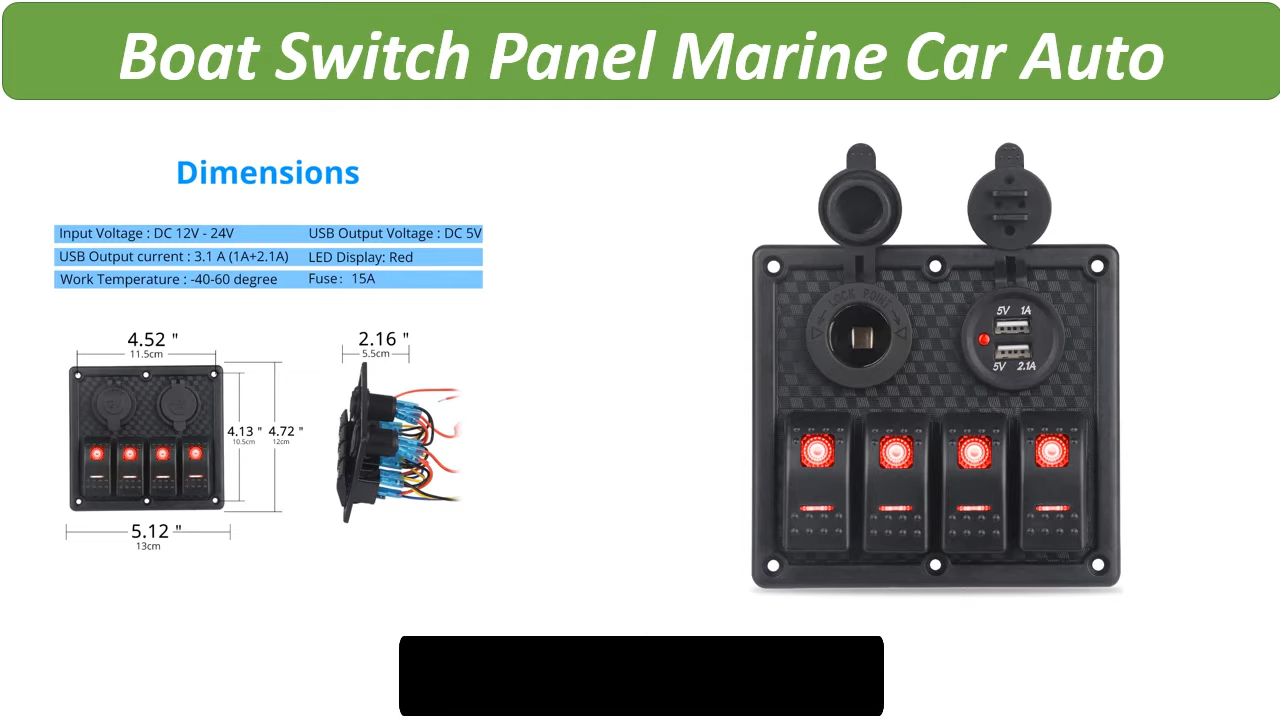 Boat Switch Panel Marine Car Auto
Dimensions
Input Voltage : DC 12V - 24V
USB Output Voltage : DC 5V
USB Output current : 3.1 A (1A+2.1A)
LED Display: Red
Work Temperature : -40-60 degree
Fuse： 15A
4.52 "
11.5cm
2.16 "
5.5cm
4.13 "
10.5cm
4.72 "
12cm
5.12 "
13cm
LOCK POINT
5V 1A
5V 2.1A